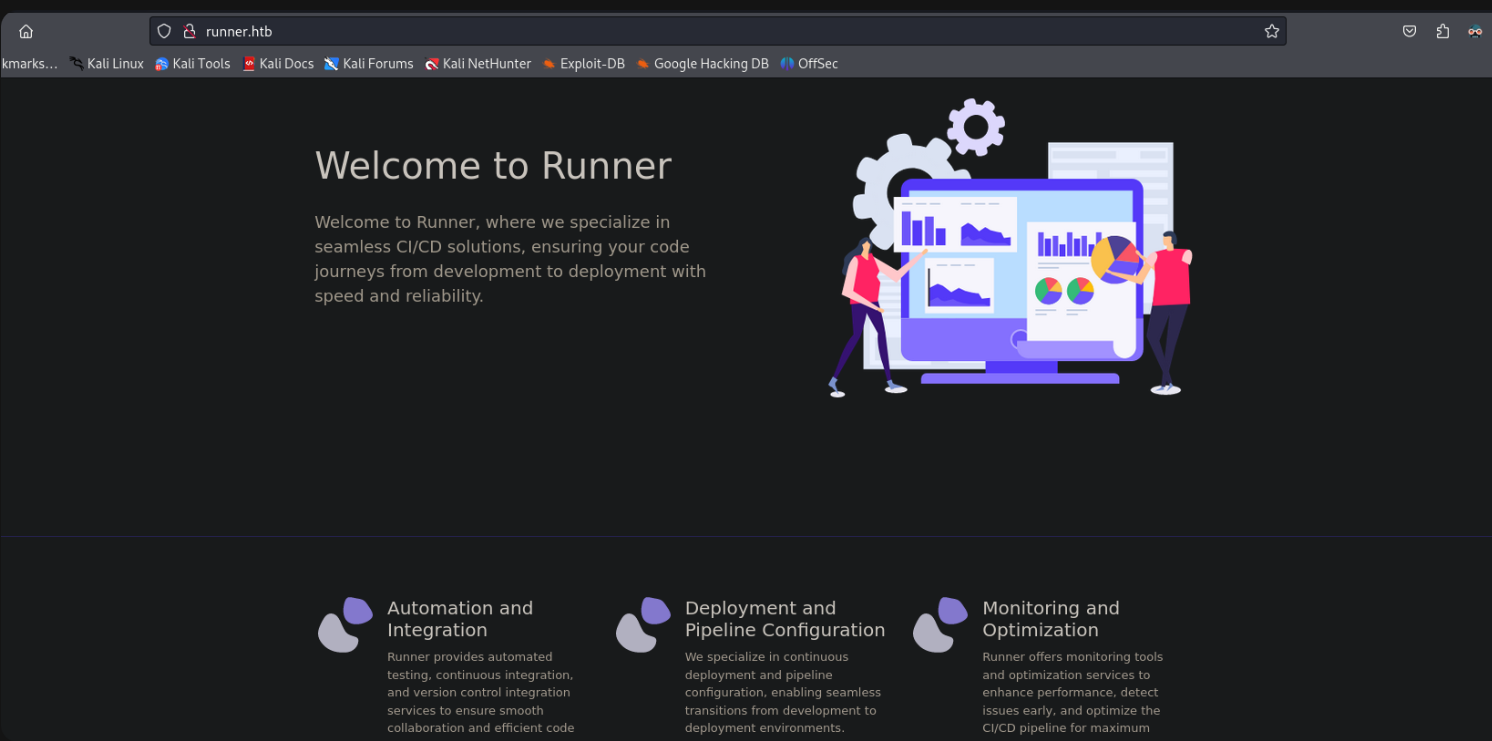 runner.htb
kmarks...
Kali Linux
Kali Tools
Kali Docs
Kali Forums
Kali NetHunter
Exploit-DB
Google Hacking DB
OffSec
Welcome to Runner
Welcome to Runner, where we specialize in
seamless CI/CD solutions, ensuring your code
journeys from development to deployment with
speed and reliability.
Automation and
Integration
Runner provides automated
testing, continuous integration,
and version control integration
services to ensure smooth
collaboration and efficient code
Deployment and
Pipeline Configuration
We specialize in continuous
deployment and pipeline
configuration, enabling seamless
transitions from development to
deployment environments.
Monitoring and
Optimization
Runner offers monitoring tools
and optimization services to
enhance performance, detect
issues early, and optimize the
CI/CD pipeline for maximum